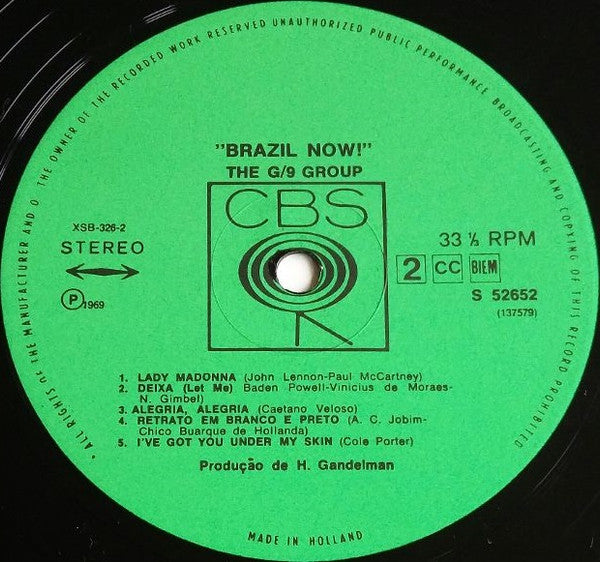 • ALL RIGHTS OF THE MANUFACTURER AND O THE OWNER OF THE RECORDED WORK RESERVED UNAUTHORIZED PUBLIC PERFORMANCE BROADCASTING AND COPYING OF THIS RECORD PROHIBITED •
"BRAZIL NOW!"
THE G/9 GROUP
CBS
XSB-326-2
STEREO
33 ⅓ RPM
2 CC BIEM
S 52652
(137579)
℗ 1969
1. LADY MADONNA (John Lennon-Paul McCartney)
2. DEIXA (Let Me) Baden Powell-Vinicius de Moraes-
N. Gimbel)
3. ALEGRIA, ALEGRIA (Caetano Veloso)
4. RETRATO EM BRANCO E PRETO (A. C. Jobim-
Chico Buarque de Hollanda)
5. I'VE GOT YOU UNDER MY SKIN (Cole Porter)
Produção de H. Gandelman
MADE IN HOLLAND